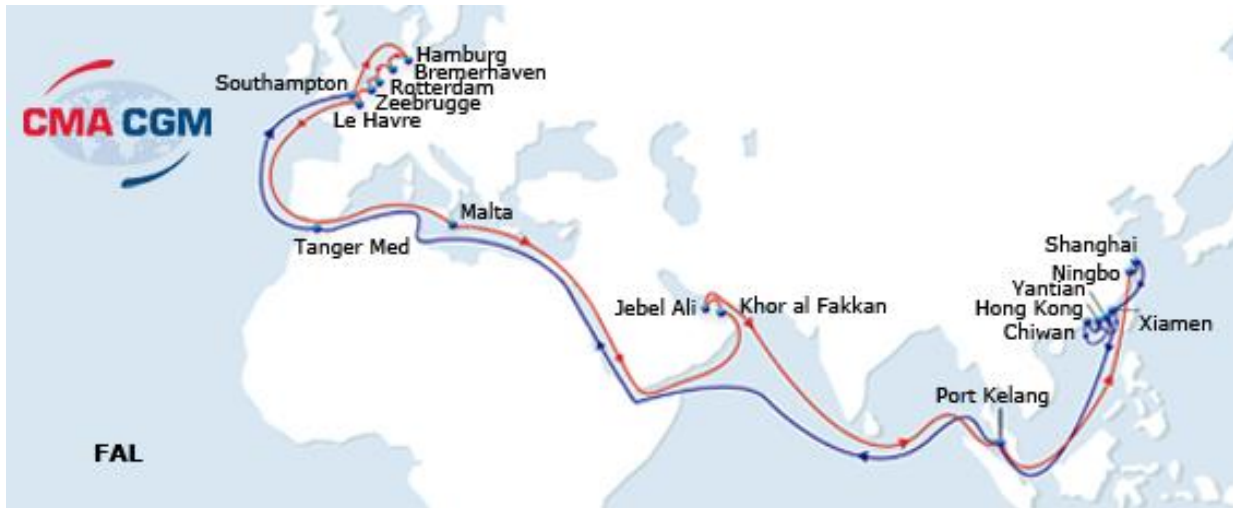 Hamburg
Bremerhaven
Southampton
Rotterdam
Zeebrugge
Le Havre
CMA CGM
Malta
Tanger Med
Shanghai
Ningbo
Yantian
Jebel Ali
Khor al Fakkan
Hong Kong
Xiamen
Chiwan
Port Kelang
FAL